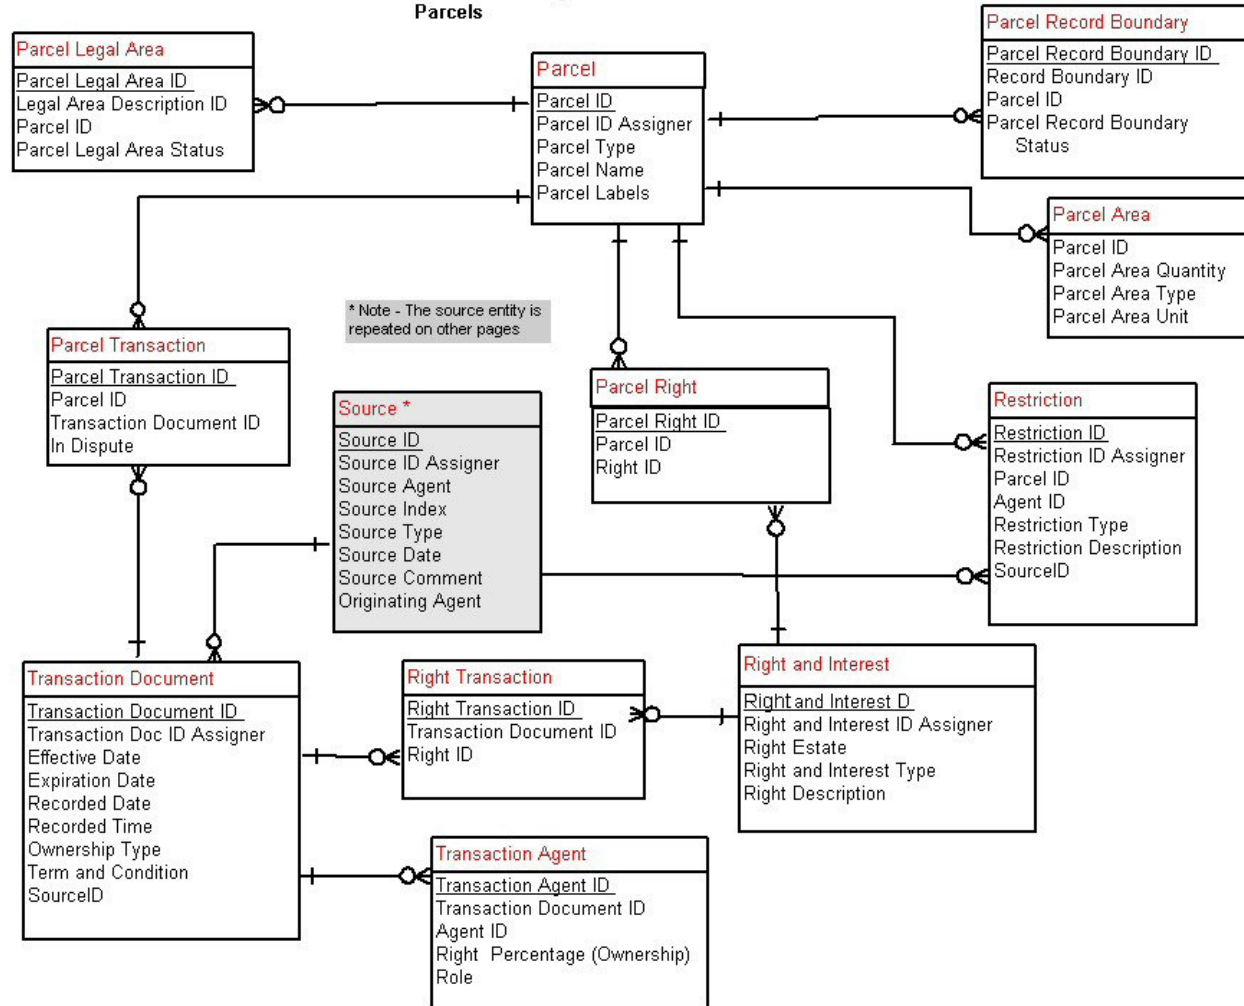 Parcels
Parcel Legal Area
Parcel Legal Area ID
Legal Area Description ID
Parcel ID
Parcel Legal Area Status
Parcel
Parcel ID
Parcel ID Assigner
Parcel Type
Parcel Name
Parcel Labels
Parcel Record Boundary
Parcel Record Boundary ID
Record Boundary ID
Parcel ID
Parcel Record Boundary
Status
Parcel Area
Parcel ID
Parcel Area Quantity
Parcel Area Type
Parcel Area Unit
* Note - The source entity is
repeated on other pages
Parcel Transaction
Parcel Transaction ID
Parcel ID
Transaction Document ID
In Dispute
Source *
Source ID
Source ID Assigner
Source Agent
Source Index
Source Type
Source Date
Source Comment
Originating Agent
Parcel Right
Parcel Right ID
Parcel ID
Right ID
Restriction
Restriction ID
Restriction ID Assigner
Parcel ID
Agent ID
Restriction Type
Restriction Description
SourceID
Transaction Document
Transaction Document ID
Transaction Doc ID Assigner
Effective Date
Expiration Date
Recorded Date
Recorded Time
Ownership Type
Term and Condition
SourceID
Right Transaction
Right Transaction ID
Transaction Document ID
Right ID
Right and Interest
Right and Interest D
Right and Interest ID Assigner
Right Estate
Right and Interest Type
Right Description
Transaction Agent
Transaction Agent ID
Transaction Document ID
Agent ID
Right Percentage (Ownership)
Role